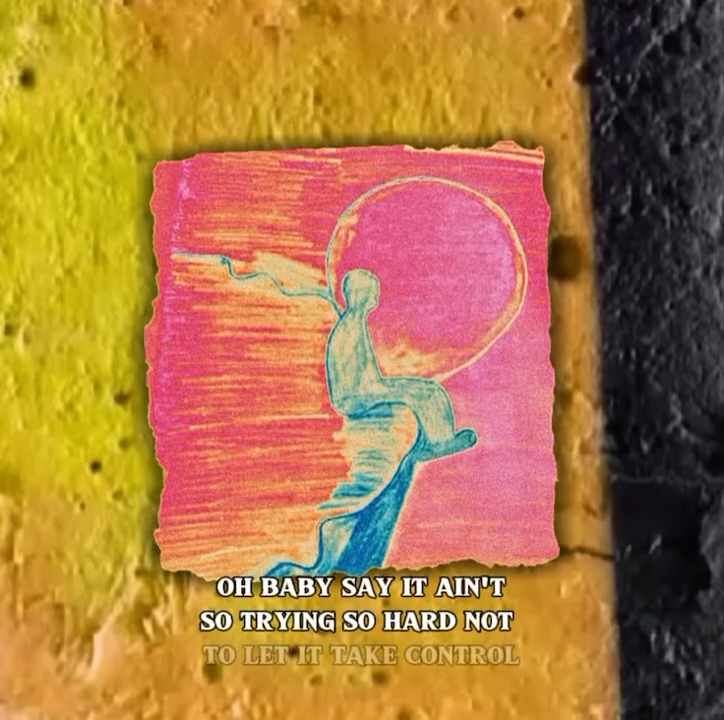 OH BABY SAY IT AIN'T
SO TRYING SO HARD NOT
TO LET IT TAKE CONTROL